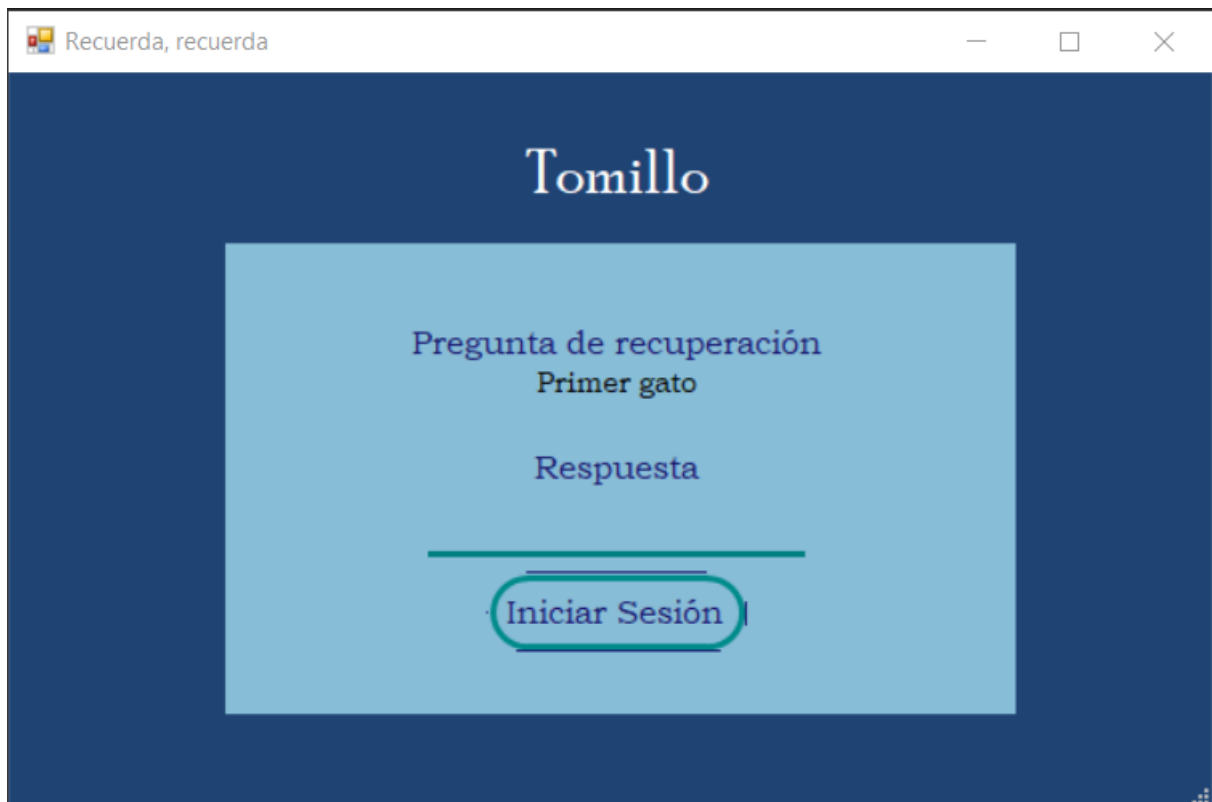 Recuerda, recuerda
Tomillo
Pregunta de recuperación
Primer gato
Respuesta
Iniciar Sesión